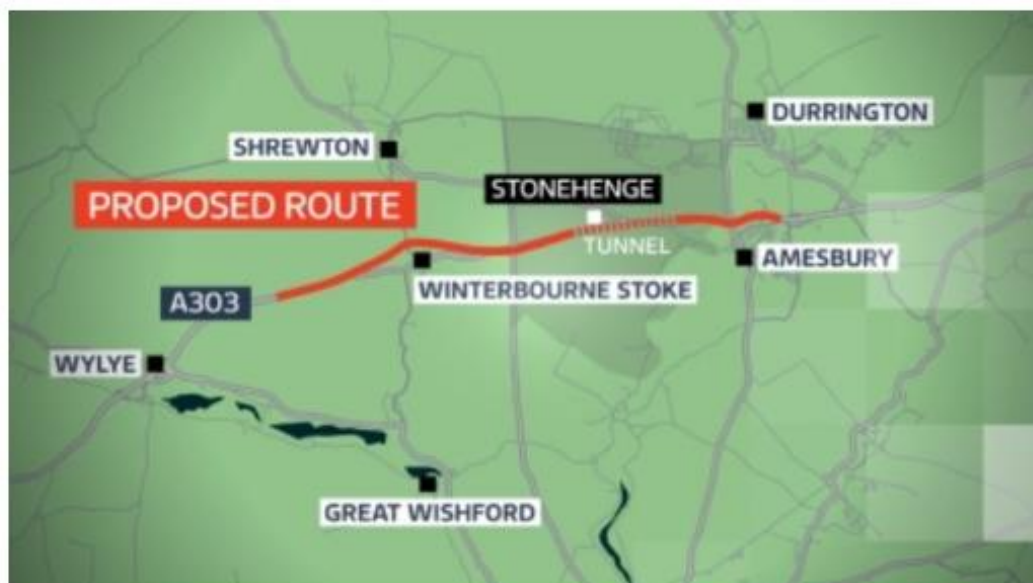 DURRINGTON
SHREWTON
STONEHENGE
PROPOSED ROUTE
TUNNEL
AMESBURY
WINTERBOURNE STOKE
A303
WYLYE
GREAT WISHFORD